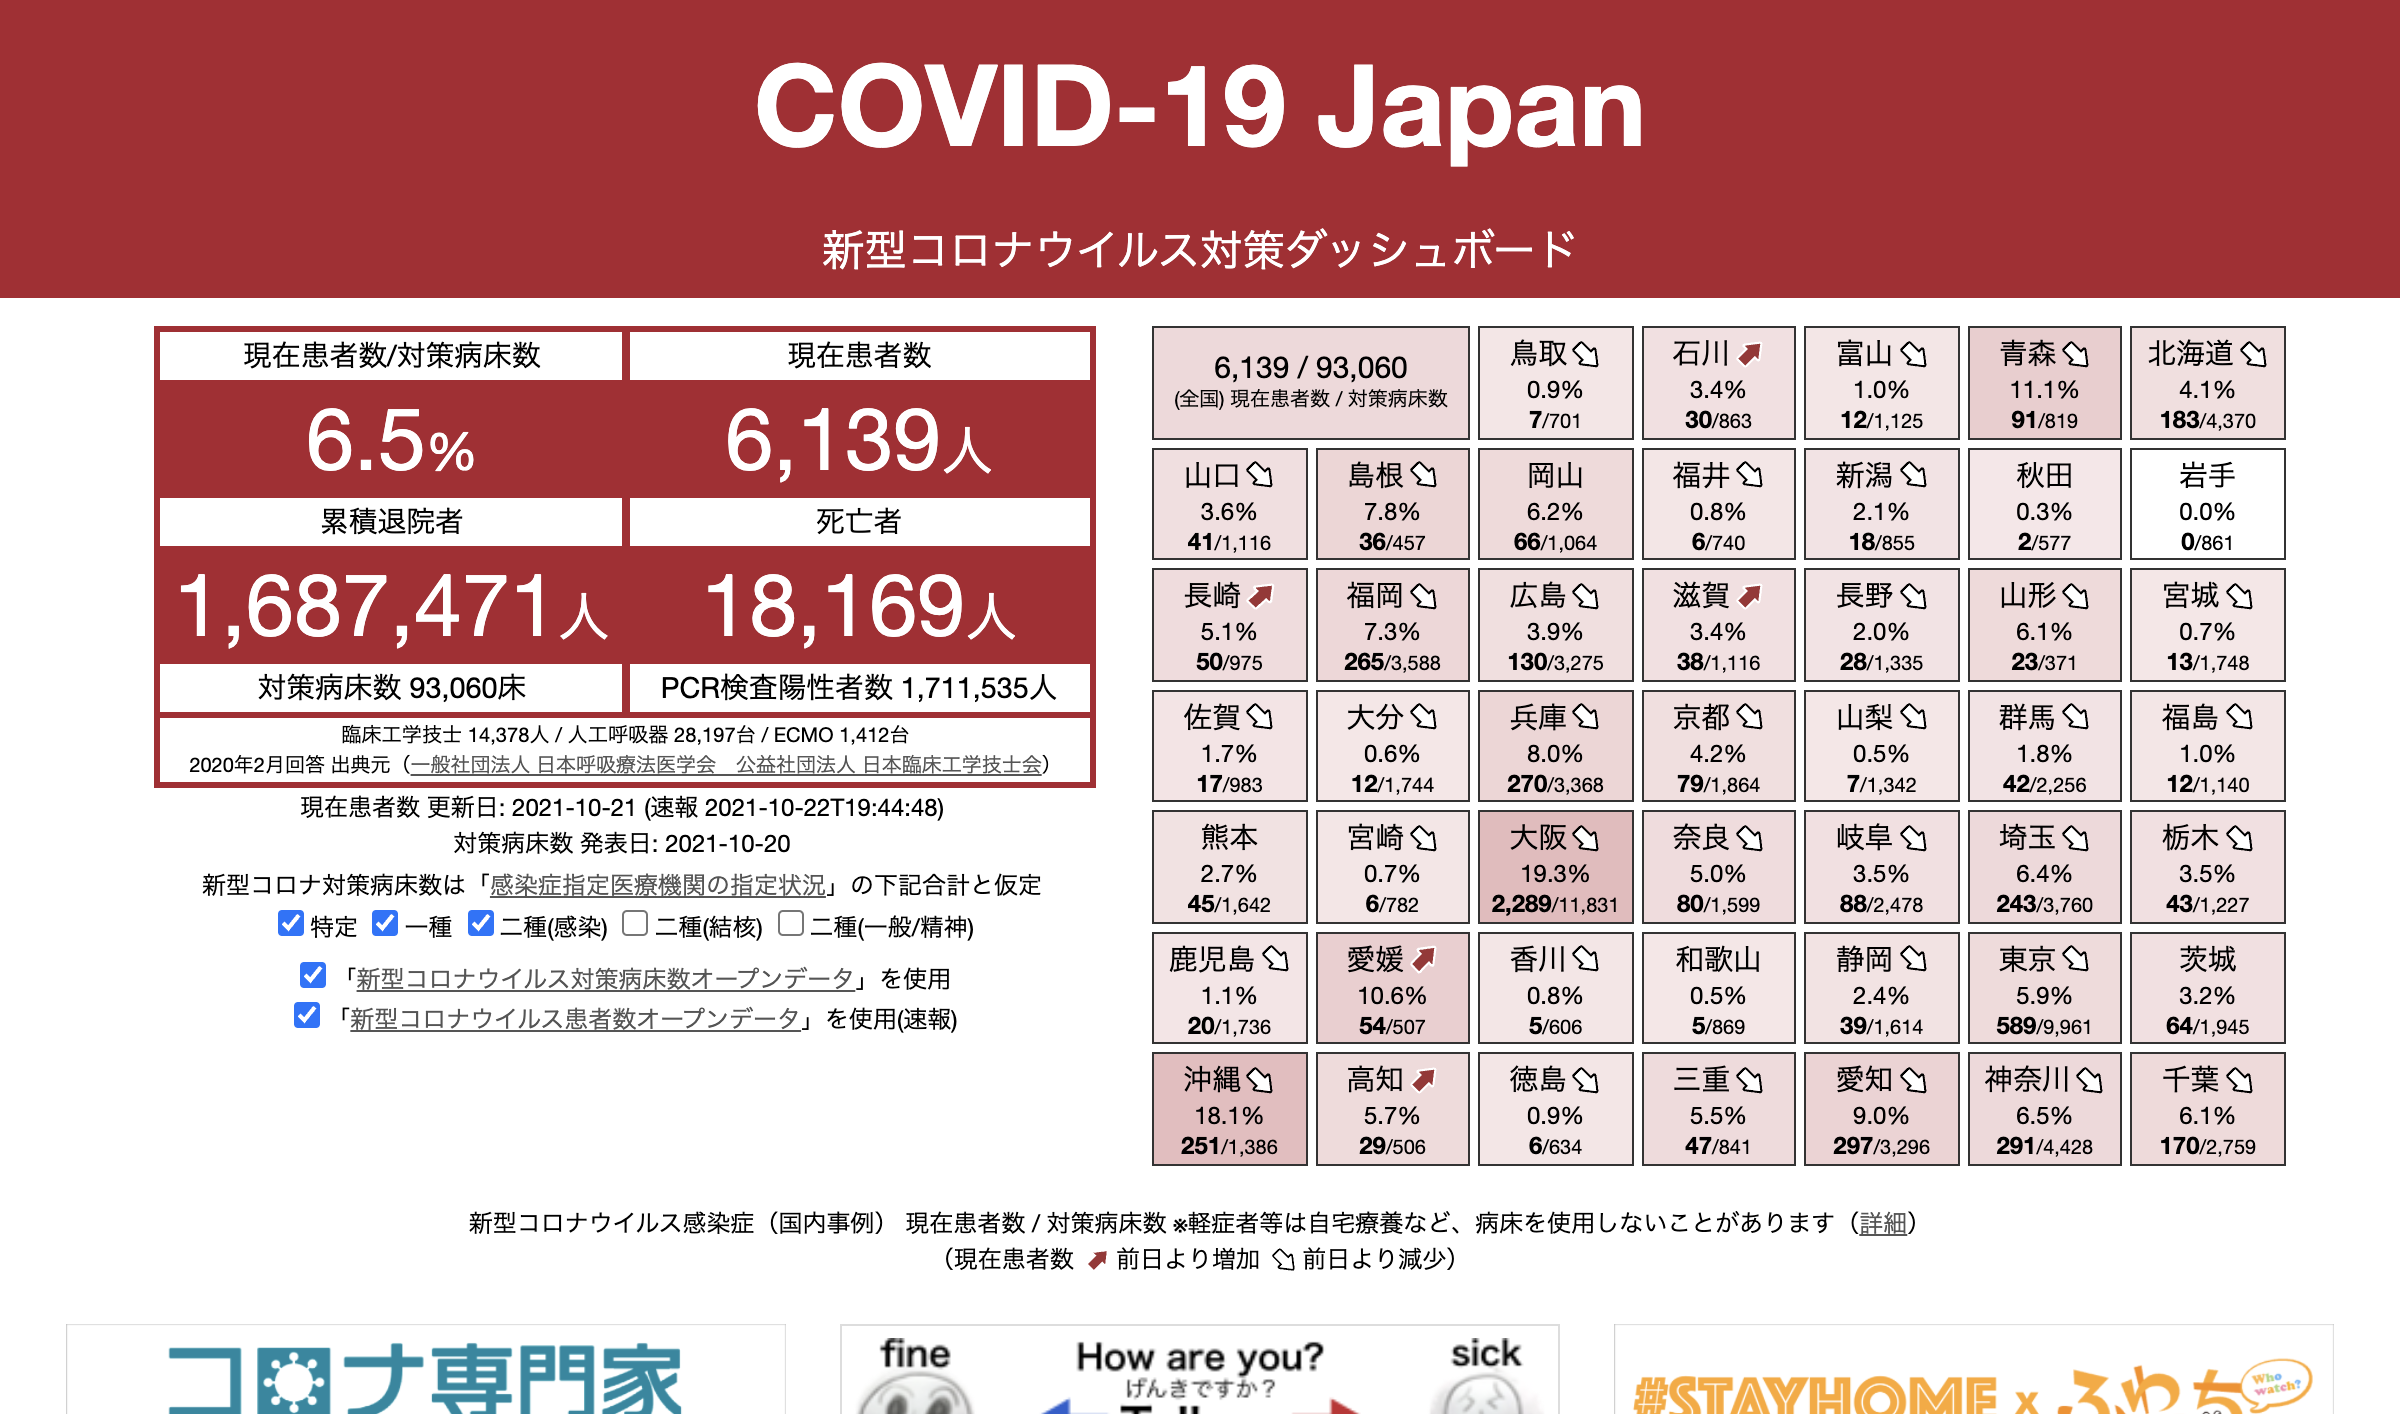 COVID-19 Japan
新型コロナウイルス対策ダッシュボード
現在患者数/対策病床数
現在患者数
6.5%
6,139人
累積退院者
死亡者
1,687,471人
18,169人
対策病床数 93,060床
PCR検査陽性者数 1,711,535人
臨床工学技士 14,378人 / 人工呼吸器 28,197台 / ECMO 1,412台
2020年2月回答 出典元（一般社団法人 日本呼吸療法医学会　公益社団法人 日本臨床工学技士会）
現在患者数 更新日: 2021-10-21 (速報 2021-10-22T19:44:48)
対策病床数 発表日: 2021-10-20
新型コロナ対策病床数は「感染症指定医療機関の指定状況」の下記合計と仮定
特定 一種 二種(感染) 二種(結核) 二種(一般/精神)
「新型コロナウイルス対策病床数オープンデータ」を使用
「新型コロナウイルス患者数オープンデータ」を使用(速報)
6,139 / 93,060
(全国) 現在患者数 / 対策病床数
鳥取
0.9%
7/701
石川
3.4%
30/863
富山
1.0%
12/1,125
青森
11.1%
91/819
北海道
4.1%
183/4,370
山口
3.6%
41/1,116
島根
7.8%
36/457
岡山
6.2%
66/1,064
福井
0.8%
6/740
新潟
2.1%
18/855
秋田
0.3%
2/577
岩手
0.0%
0/861
長崎
5.1%
50/975
福岡
7.3%
265/3,588
広島
3.9%
130/3,275
滋賀
3.4%
38/1,116
長野
2.0%
28/1,335
山形
6.1%
23/371
宮城
0.7%
13/1,748
佐賀
1.7%
17/983
大分
0.6%
12/1,744
兵庫
8.0%
270/3,368
京都
4.2%
79/1,864
山梨
0.5%
7/1,342
群馬
1.8%
42/2,256
福島
1.0%
12/1,140
熊本
2.7%
45/1,642
宮崎
0.7%
6/782
大阪
19.3%
2,289/11,831
奈良
5.0%
80/1,599
岐阜
3.5%
88/2,478
埼玉
6.4%
243/3,760
栃木
3.5%
43/1,227
鹿児島
1.1%
20/1,736
愛媛
10.6%
54/507
香川
0.8%
5/606
和歌山
0.5%
5/869
静岡
2.4%
39/1,614
東京
5.9%
589/9,961
茨城
3.2%
64/1,945
沖縄
18.1%
251/1,386
高知
5.7%
29/506
徳島
0.9%
6/634
三重
5.5%
47/841
愛知
9.0%
297/3,296
神奈川
6.5%
291/4,428
千葉
6.1%
170/2,759
新型コロナウイルス感染症（国内事例） 現在患者数 / 対策病床数 ※軽症者等は自宅療養など、病床を使用しないことがあります（詳細）
（現在患者数 前日より増加 前日より減少）
コロナ専門家
fine
How are you?
げんきですか？
sick
#STAYHOME x ふわっち
Who watch?